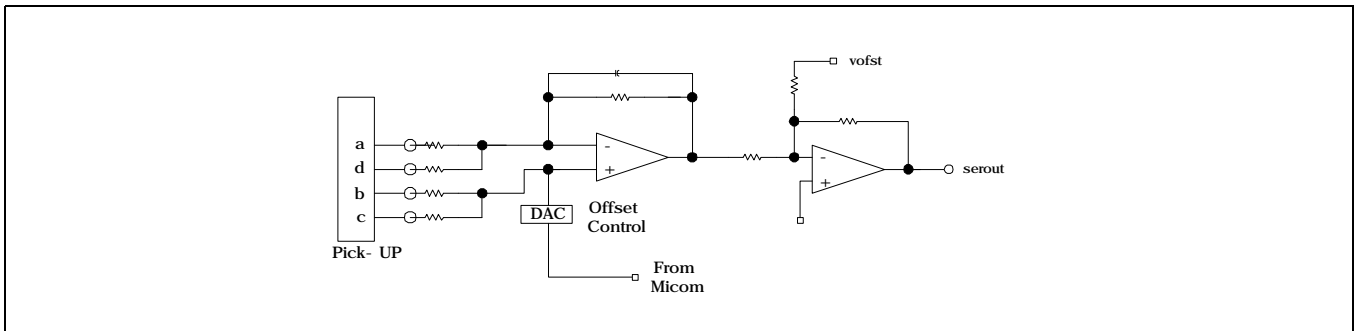 vofst
a
d
b
c
-
+
-
+
serout
DAC
Offset
Control
Pick- UP
From
Micom